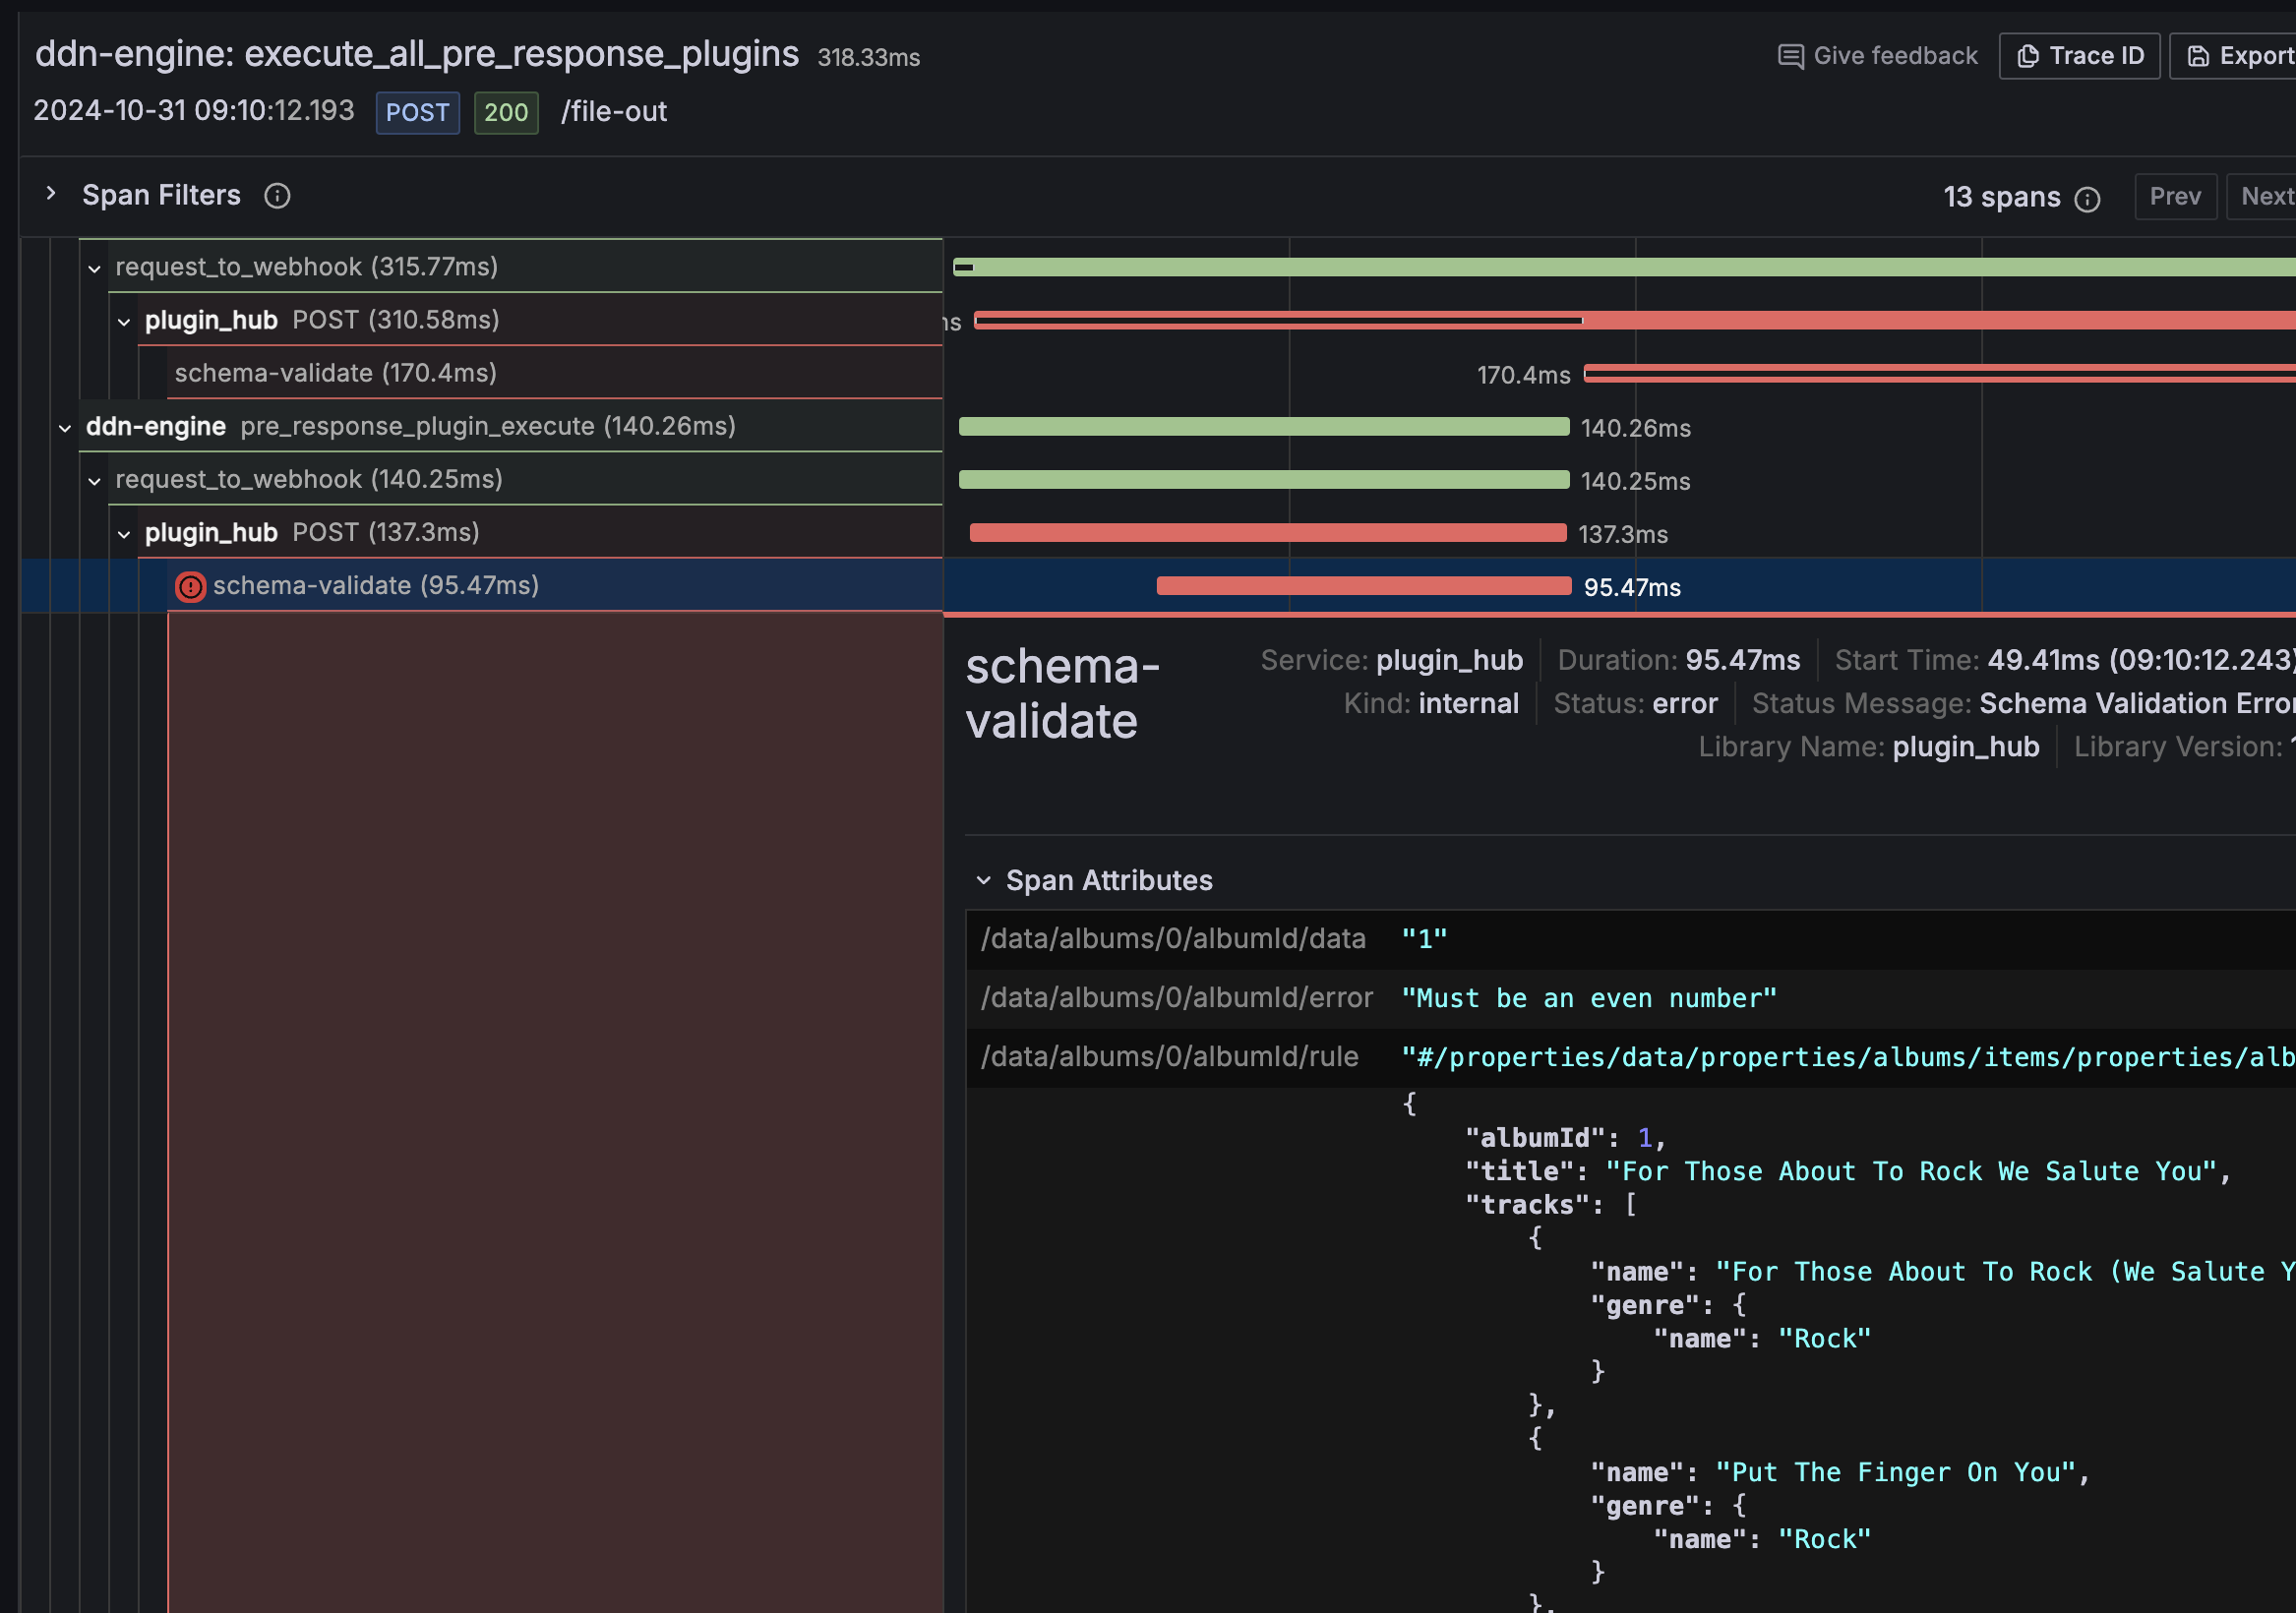 ddn-engine: execute_all_pre_response_plugins 318.33ms
Give feedback Trace ID Export
2024-10-31 09:10:12.193 POST 200 /file-out
Span Filters 13 spans Prev Next
request_to_webhook (315.77ms)
plugin_hub POST (310.58ms)
schema-validate (170.4ms) 170.4ms
ddn-engine pre_response_plugin_execute (140.26ms) 140.26ms
request_to_webhook (140.25ms) 140.25ms
plugin_hub POST (137.3ms) 137.3ms
schema-validate (95.47ms) 95.47ms
schema-validate
Service: plugin_hub Duration: 95.47ms Start Time: 49.41ms (09:10:12.243)
Kind: internal Status: error Status Message: Schema Validation Error
Library Name: plugin_hub Library Version:
Span Attributes
/data/albums/0/albumId/data "1"
/data/albums/0/albumId/error "Must be an even number"
/data/albums/0/albumId/rule "#/properties/data/properties/albums/items/properties/alb
{
"albumId": 1,
"title": "For Those About To Rock We Salute You",
"tracks": [
{
"name": "For Those About To Rock (We Salute Y
"genre": {
"name": "Rock"
}
},
{
"name": "Put The Finger On You",
"genre": {
"name": "Rock"
}
},